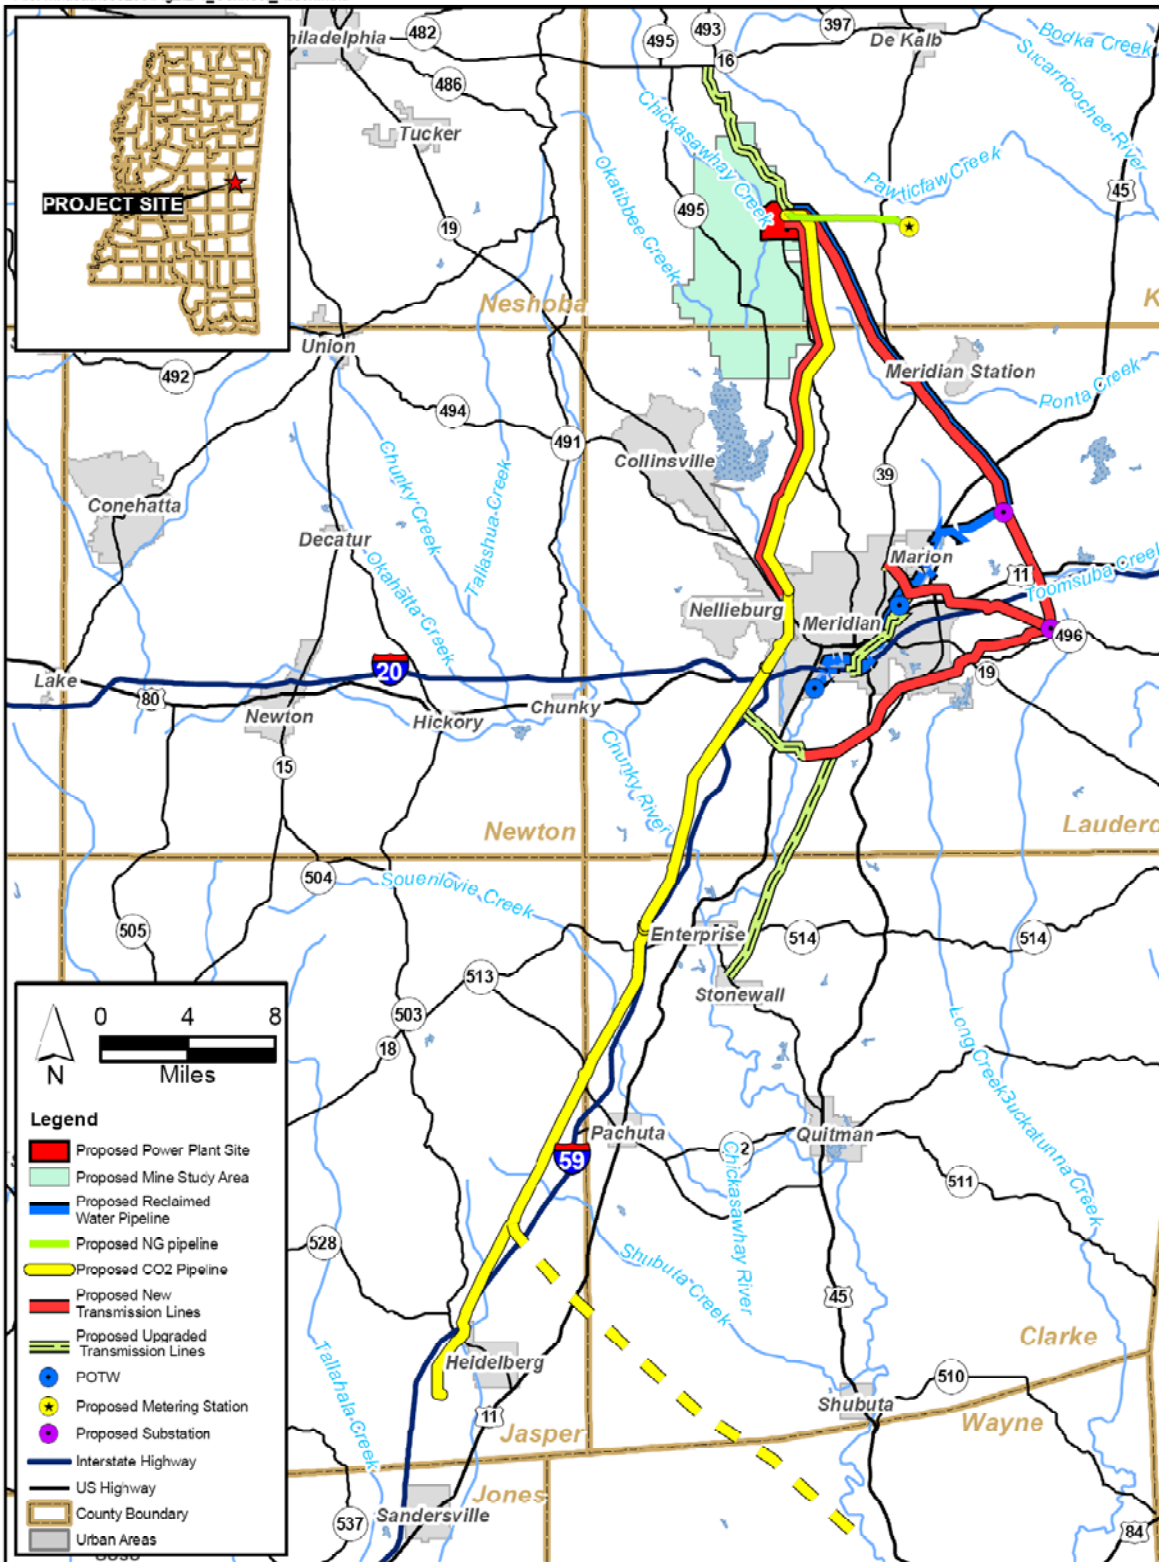 PROJECT SITE
hiladelphia
482
486
Tucker
19
495
493
16
397
De Kalb
Bodka Creek
Sucarnoochee River
Chickasawhay Creek
Okatibbee Creek
495
Pawticfaw Creek
45
Neshoba
K
Union
492
494
491
Meridian Station
Ponta Creek
Collinsville
39
Conehatta
Chunky Creek
Tallashua Creek
Decatur
Okahatta Creek
Marion
11
Toomsuba Creek
Nellieburg
Meridian
496
19
Lake
80
20
Newton
Hickory
Chunky
15
Chunky River
Newton
Lauderd
504
Souenlovie Creek
505
Enterprise
514
514
513
Stonewall
503
18
Long Creek
Buckatunna Creek
Pachuta
Quitman
59
2
511
Chickasawhay River
528
Shubuta Creek
45
Clarke
Tallahala Creek
Heidelberg
510
Shubuta
11
Wayne
Jasper
Jones
Sandersville
537
84
0 4 8
Miles
N
Legend
Proposed Power Plant Site
Proposed Mine Study Area
Proposed Reclaimed
Water Pipeline
Proposed NG pipeline
Proposed CO2 Pipeline
Proposed New
Transmission Lines
Proposed Upgraded
Transmission Lines
POTW
Proposed Metering Station
Proposed Substation
Interstate Highway
US Highway
County Boundary
Urban Areas